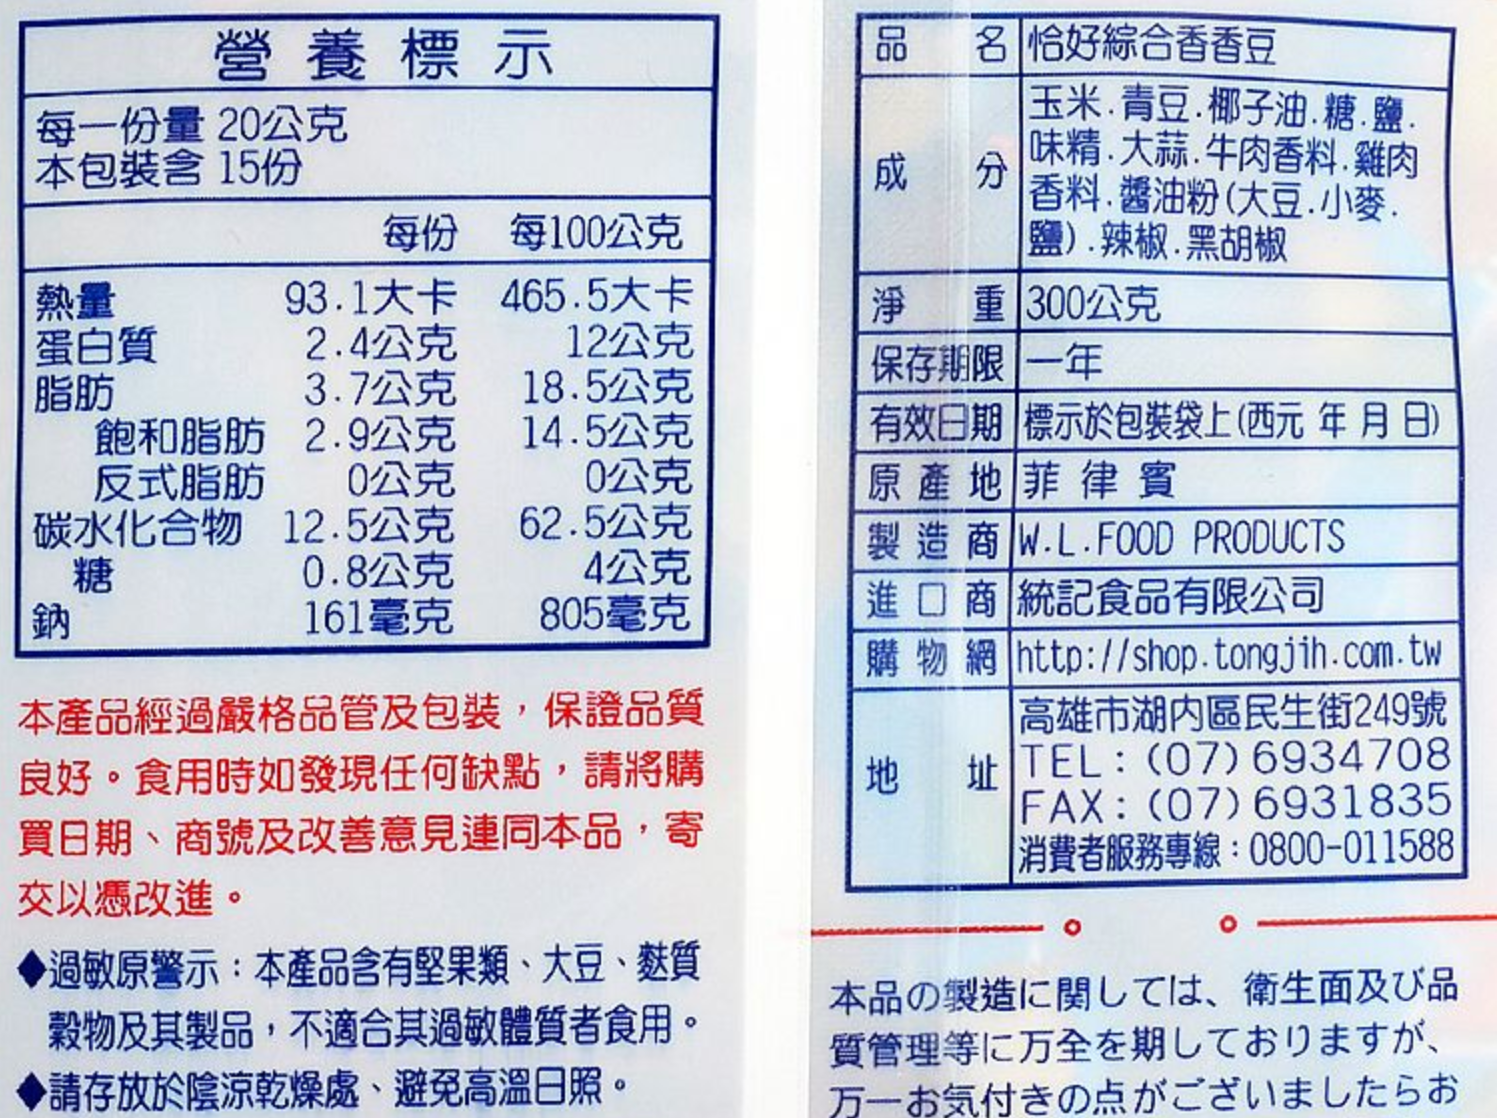 營養標示
每一份量 20公克
本包裝含 15份
每份 每100公克
熱量 93.1大卡 465.5大卡
蛋白質 2.4公克 12公克
脂肪 3.7公克 18.5公克
飽和脂肪 2.9公克 14.5公克
反式脂肪 0公克 0公克
碳水化合物 12.5公克 62.5公克
糖 0.8公克 4公克
鈉 161毫克 805毫克
本產品經過嚴格品管及包裝，保證品質
良好。食用時如發現任何缺點，請將購
買日期、商號及改善意見連同本品，寄
交以憑改進。
◆過敏原警示：本產品含有堅果類、大豆、麩質
穀物及其製品，不適合其過敏體質者食用。
◆請存放於陰涼乾燥處、避免高溫日照。
品名 恰好綜合香香豆
成分 玉米.青豆.椰子油.糖.鹽.
味精.大蒜.牛肉香料.雞肉
香料.醬油粉(大豆.小麥.
鹽).辣椒.黑胡椒
淨重 300公克
保存期限 一年
有效日期 標示於包裝袋上(西元 年 月 日)
原產地 菲律賓
製造商 W.L.FOOD PRODUCTS
進口商 統記食品有限公司
購物網 http://shop.tongjih.com.tw
地址 高雄市湖內區民生街249號
TEL：(07)6934708
FAX：(07)6931835
消費者服務專線：0800-011588
本品の製造に関しては、衛生面及び品
質管理等に万全を期しておりますが、
万一お気付きの点がございましたらお